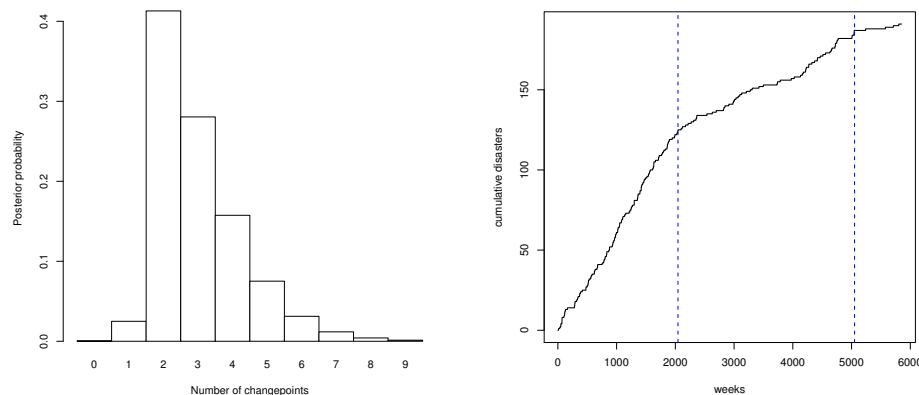 Posterior probability
0.4
0.3
0.2
0.1
0.0
0 1 2 3 4 5 6 7 8 9
Number of changepoints
cumulative disasters
150
100
50
0
0 1000 2000 3000 4000 5000 6000
weeks